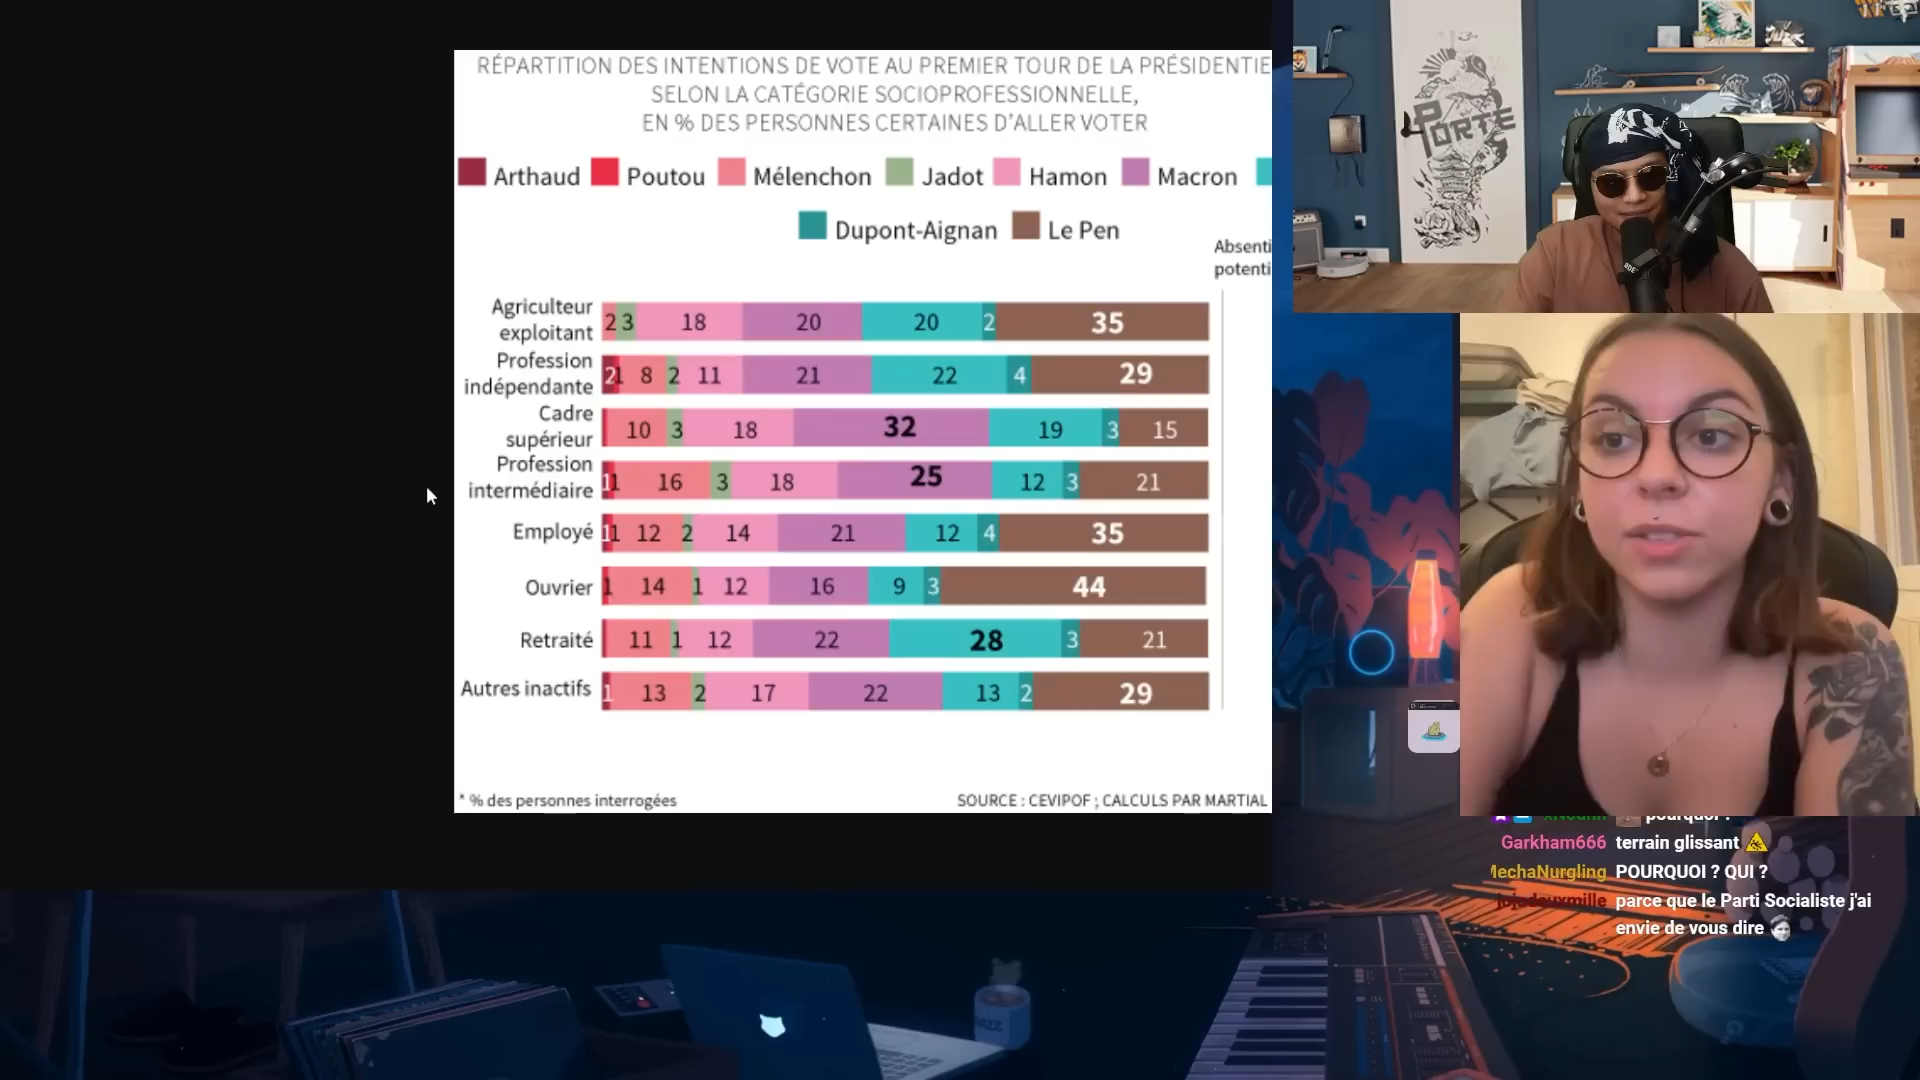 RÉPARTITION DES INTENTIONS DE VOTE AU PREMIER TOUR DE LA PRÉSIDENTIE
SELON LA CATÉGORIE SOCIOPROFESSIONNELLE,
EN % DES PERSONNES CERTAINES D'ALLER VOTER
Arthaud Poutou Mélenchon Jadot Hamon Macron
Dupont-Aignan Le Pen
Absenti
potenti
Agriculteur
exploitant
2 3 18 20 20 2 35
Profession
indépendante
2 1 8 2 11 21 22 4 29
Cadre
supérieur
10 3 18 32 19 3 15
Profession
intermédiaire
1 1 16 3 18 25 12 3 21
Employé
1 1 12 2 14 21 12 4 35
Ouvrier
1 14 1 12 16 9 3 44
Retraité
11 1 12 22 28 3 21
Autres inactifs
1 13 2 17 22 13 2 29
* % des personnes interrogées
SOURCE : CEVIPOF ; CALCULS PAR MARTIAL
PORTE
pourquoi ?
Garkham666 terrain glissant
MechaNurgling POURQUOI ? QUI ?
parce que le Parti Socialiste j'ai
envie de vous dire